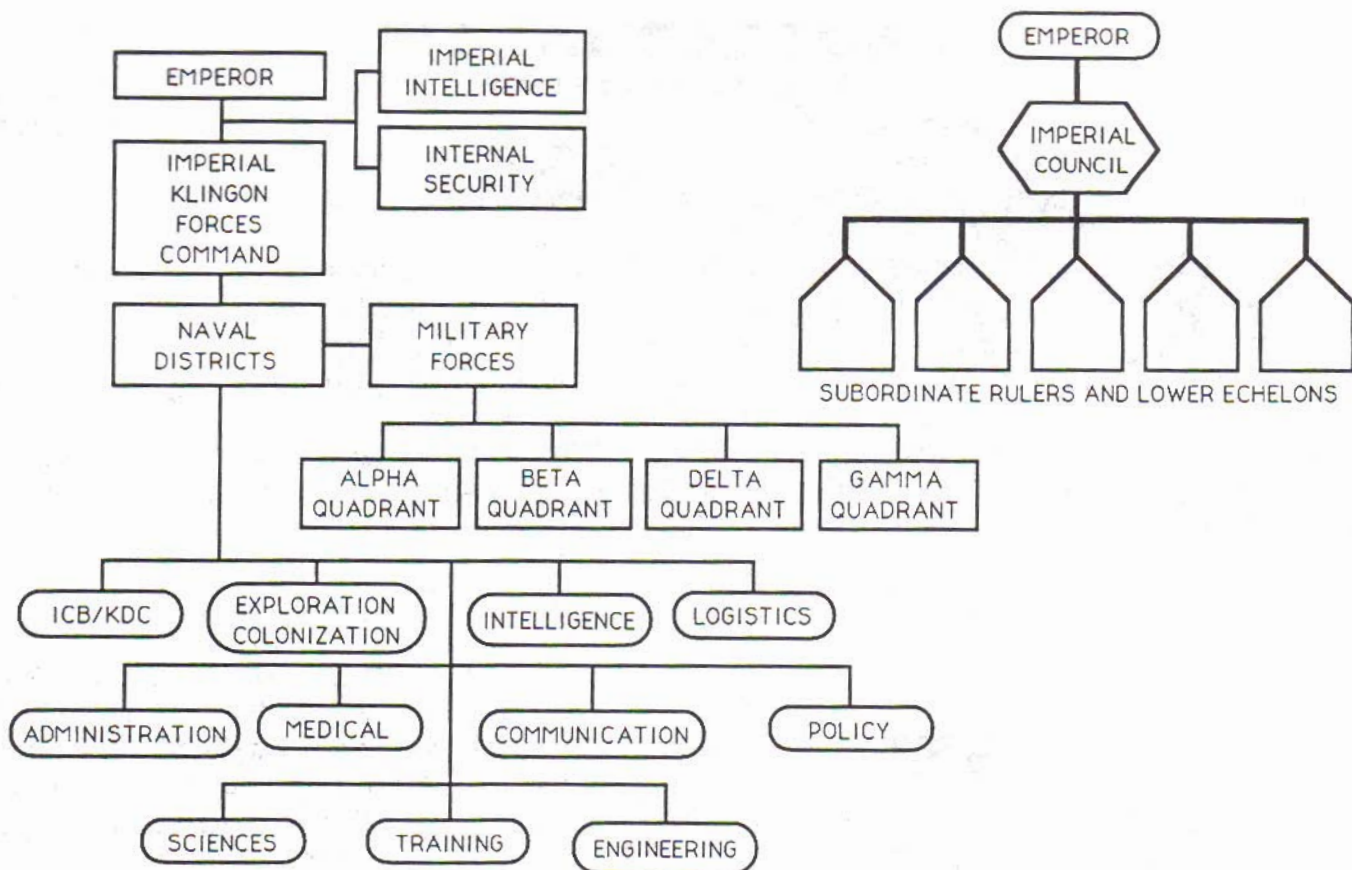 EMPEROR
IMPERIAL
INTELLIGENCE
INTERNAL
SECURITY
IMPERIAL
KLINGON
FORCES
COMMAND
NAVAL
DISTRICTS
MILITARY
FORCES
ALPHA
QUADRANT
BETA
QUADRANT
DELTA
QUADRANT
GAMMA
QUADRANT
ICB/KDC
EXPLORATION
COLONIZATION
INTELLIGENCE
LOGISTICS
ADMINISTRATION
MEDICAL
COMMUNICATION
POLICY
SCIENCES
TRAINING
ENGINEERING
EMPEROR
IMPERIAL
COUNCIL
SUBORDINATE RULERS AND LOWER ECHELONS